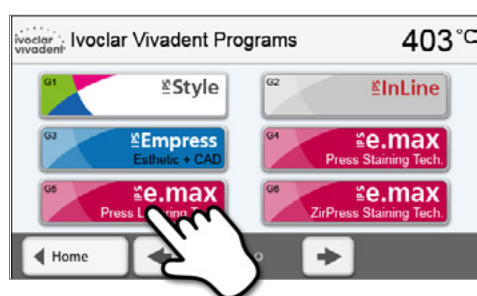 ivoclar vivadent Ivoclar Vivadent Programs 403 °C
G1 IPS Style
G2 IPS InLine
G3 IPS Empress
Esthetic + CAD
G4 IPS e.max
Press Staining Tech.
G5 IPS e.max
Press
G6 IPS e.max
ZirPress Staining Tech.
Home